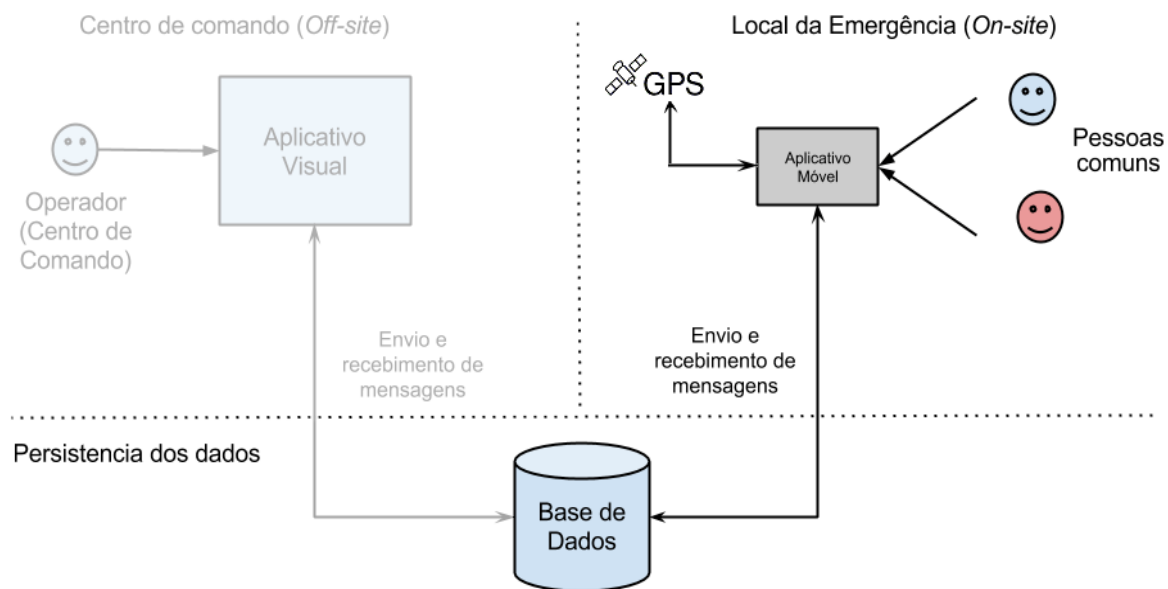 Centro de comando (Off-site)
Aplicativo
Visual
Operador
(Centro de
Comando)
Envio e
recebimento de
mensagens
Local da Emergência (On-site)
GPS
Aplicativo
Móvel
Pessoas
comuns
Envio e
recebimento de
mensagens
Persistencia dos dados
Base de
Dados